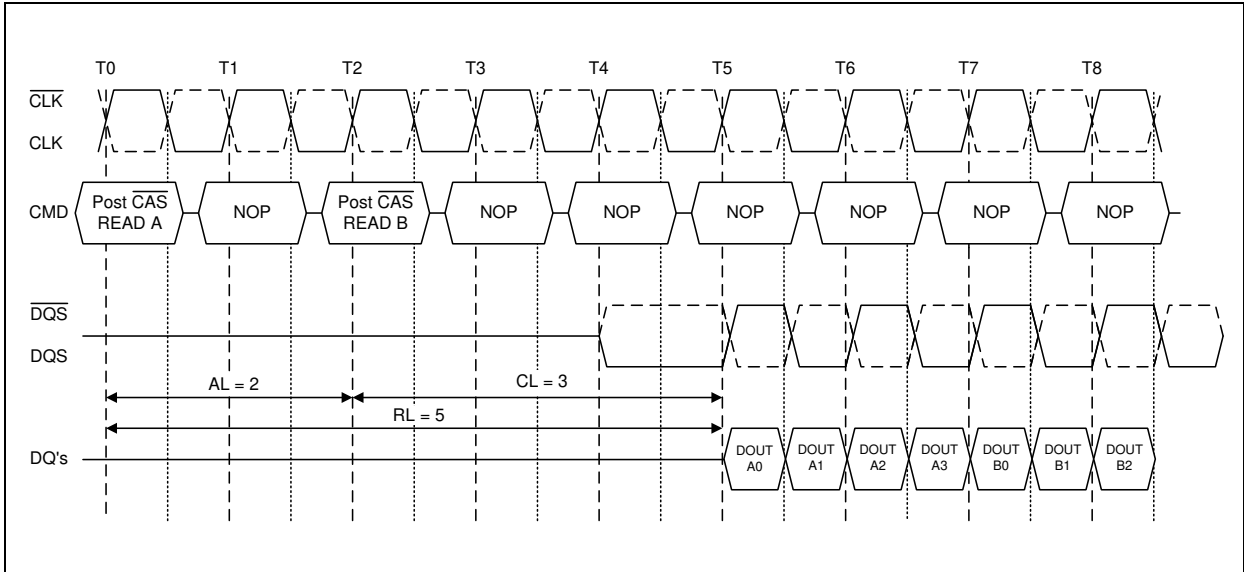 T0 T1 T2 T3 T4 T5 T6 T7 T8
CLK
CLK
CMD
Post CAS
READ A
NOP
Post CAS
READ B
NOP
NOP
NOP
NOP
NOP
NOP
DQS
DQS
AL = 2
CL = 3
RL = 5
DQ's
DOUT
A0
DOUT
A1
DOUT
A2
DOUT
A3
DOUT
B0
DOUT
B1
DOUT
B2